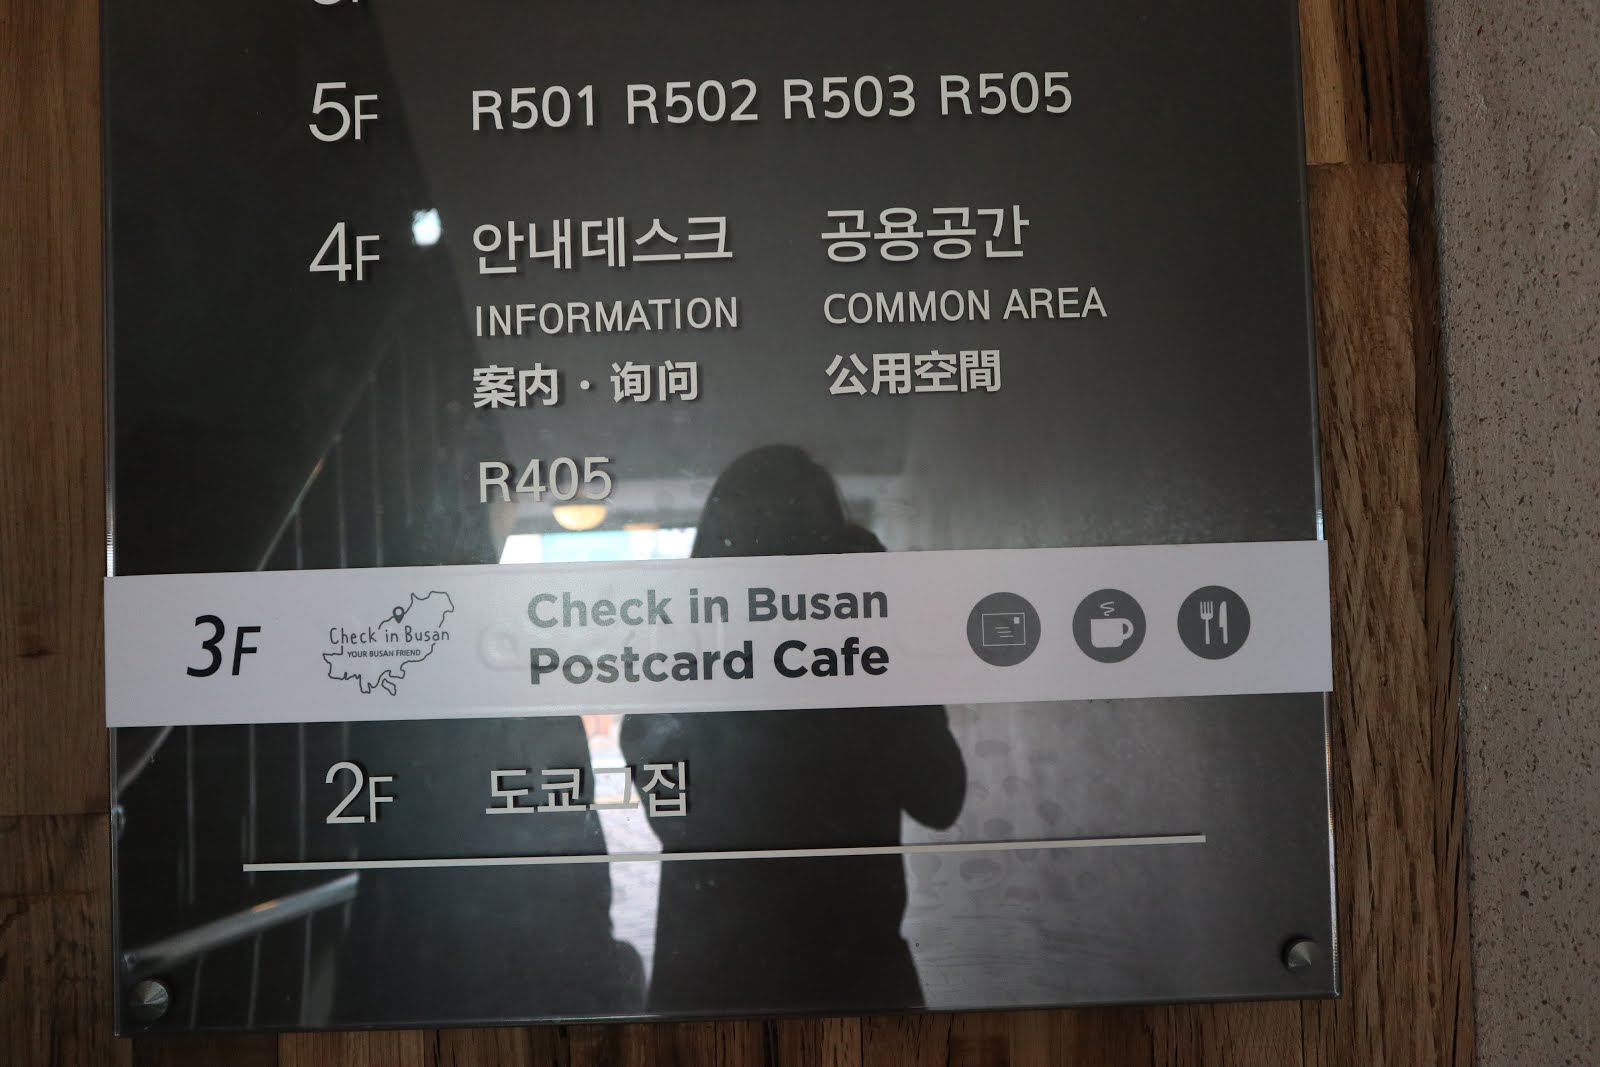 5F R501 R502 R503 R505
4F 안내데스크 공용공간
INFORMATION COMMON AREA
案内・询问 公用空間
R405
3F Check in Busan
YOUR BUSAN FRIEND
Check in Busan
Postcard Cafe
2F 도쿄그집